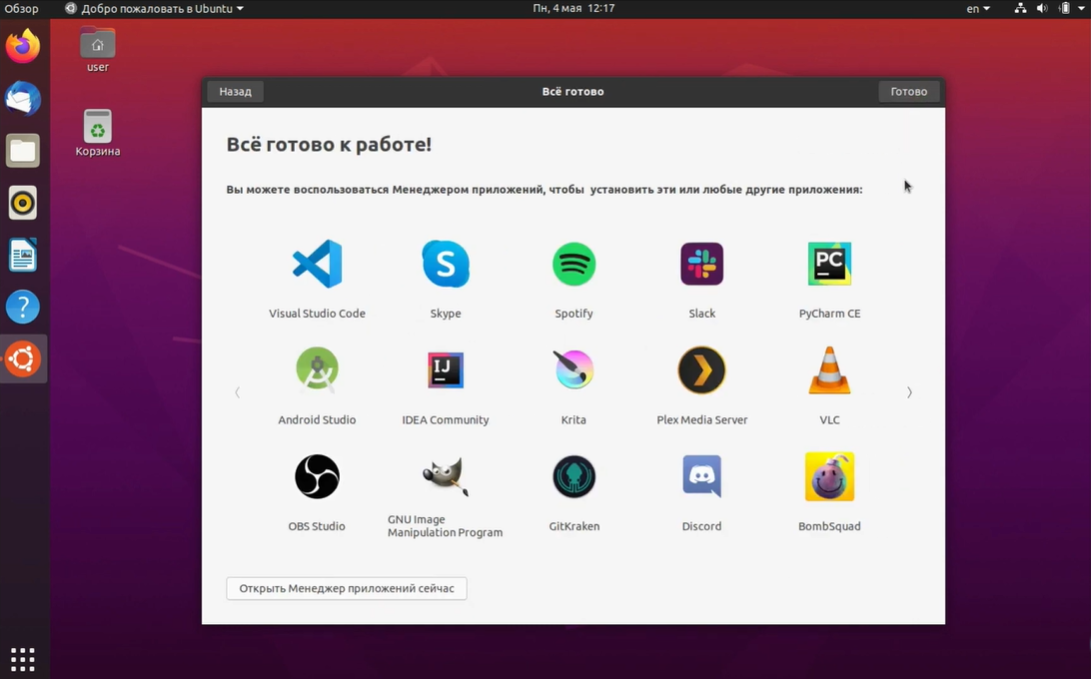 Обзор
Добро пожаловать в Ubuntu
Пн, 4 мая 12:17
en
user
Корзина
Назад
Всё готово
Готово
Всё готово к работе!
Вы можете воспользоваться Менеджером приложений, чтобы установить эти или любые другие приложения:
S
PC
Visual Studio Code
Skype
Spotify
Slack
PyCharm CE
IJ
Android Studio
IDEA Community
Krita
Plex Media Server
VLC
OBS Studio
GNU Image
Manipulation Program
GitKraken
Discord
BombSquad
Открыть Менеджер приложений сейчас